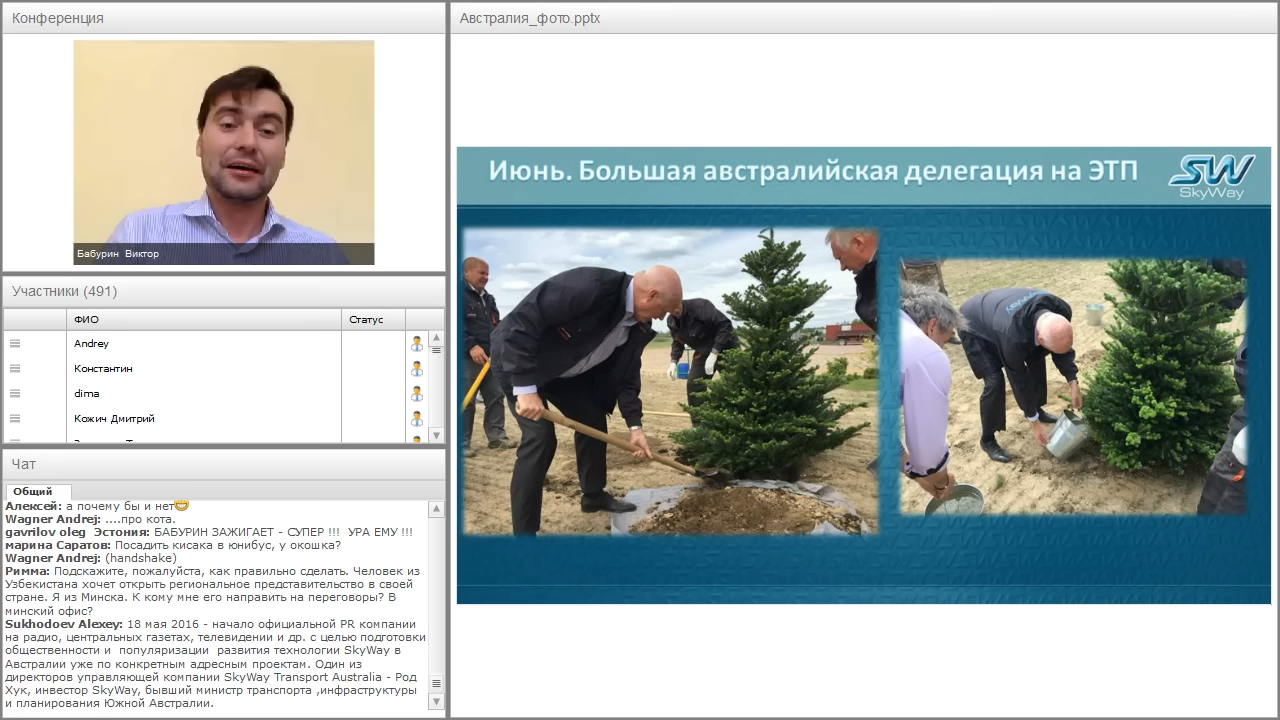 Конференция
Бабурин  Виктор
Участники (491)
ФИО
Статус
Andrey
Константин
dima
Кожич Дмитрий
Чат
Общий
Алексей: а почему бы и нет
Wagner Andrej: ....про кота.
gavrilov oleg  Эстония: БАБУРИН ЗАЖИГАЕТ - СУПЕР !!!  УРА ЕМУ !!!
марина Саратов: Посадить кисака в юнибус, у окошка?
Wagner Andrej: (handshake)
Римма: Подскажите, пожалуйста, как правильно сделать. Человек из
Узбекистана хочет открыть региональное представительство в своей
стране. Я из Минска. К кому мне его направить на переговоры? В
минский офис?
Sukhodoev Alexey: 18 мая 2016 - начало официальной PR компании
на радио, центральных газетах, телевидении и др. с целью подготовки
общественности и  популяризации  развития технологии SkyWay в
Австралии уже по конкретным адресным проектам. Один из
директоров управляющей компании SkyWay Transport Australia - Род
Хук, инвестор SkyWay, бывший министр транспорта ,инфраструктуры
и планирования Южной Австралии.
Австралия_фото.pptx
Июнь. Большая австралийская делегация на ЭТП
SW
SkyWay